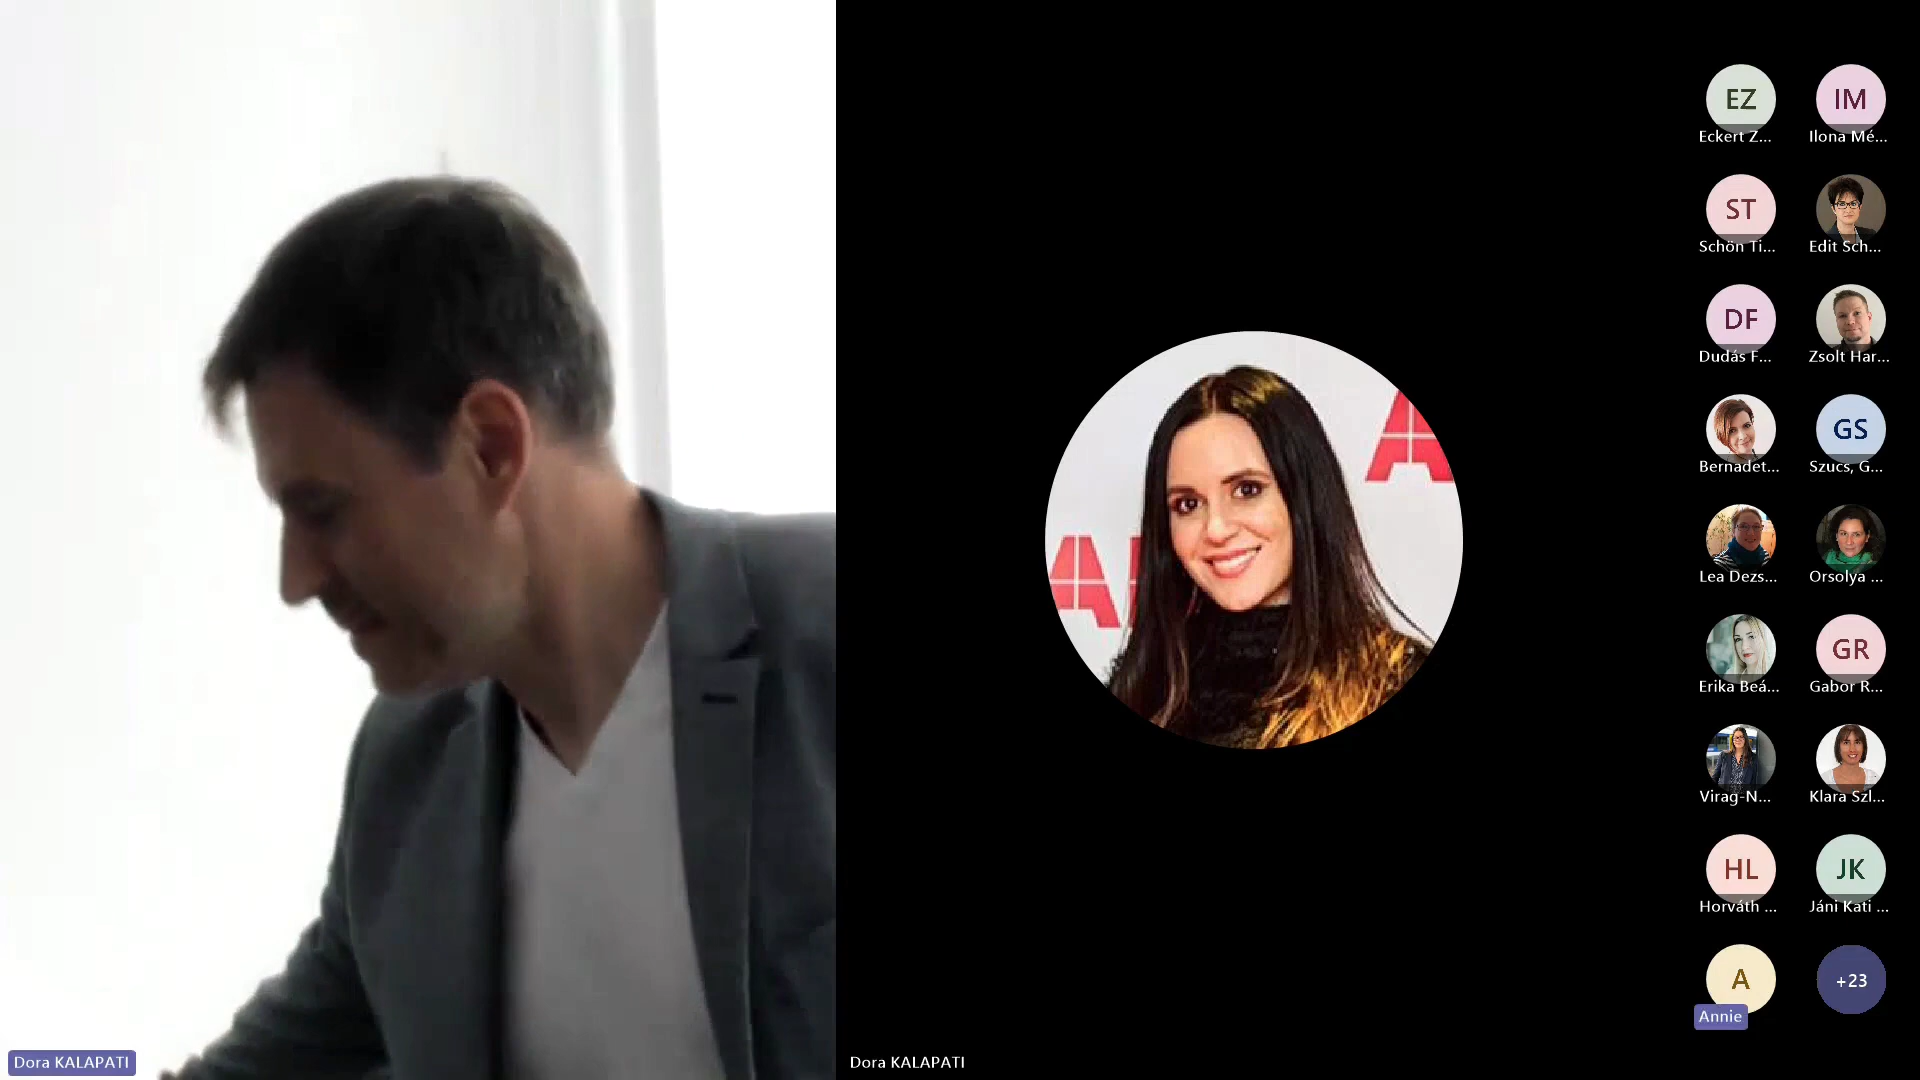 EZ
Eckert Z...
IM
Ilona Mé...
ST
Schön Ti...
Edit Sch...
DF
Dudás F...
Zsolt Har...
Bernadet...
GS
Szucs, G...
Lea Dezs...
Orsolya ...
Erika Beá...
GR
Gabor R...
Virag-N...
Klara Szl...
HL
Horváth ...
JK
Jáni Kati ...
A
Annie
+23
Dora KALAPATI
Dora KALAPATI